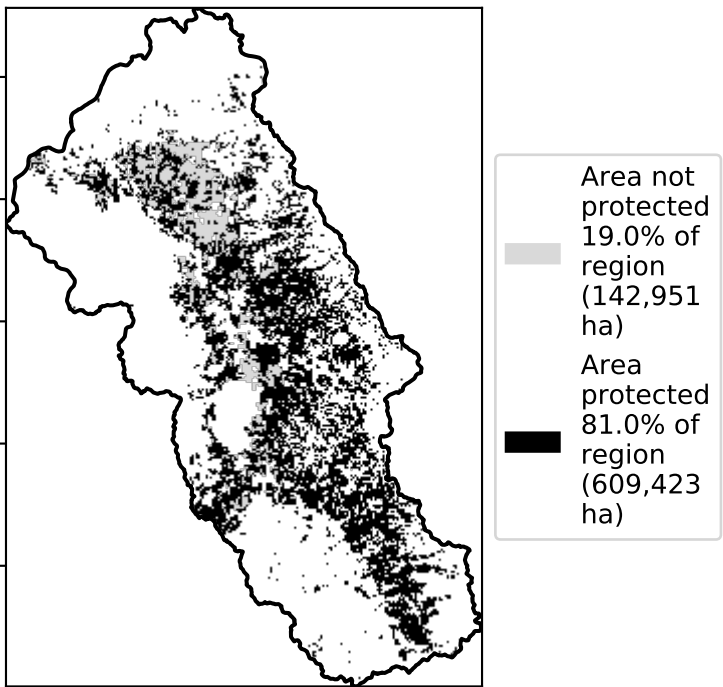 Area not
protected
19.0% of
region
(142,951
ha)
Area
protected
81.0% of
region
(609,423
ha)